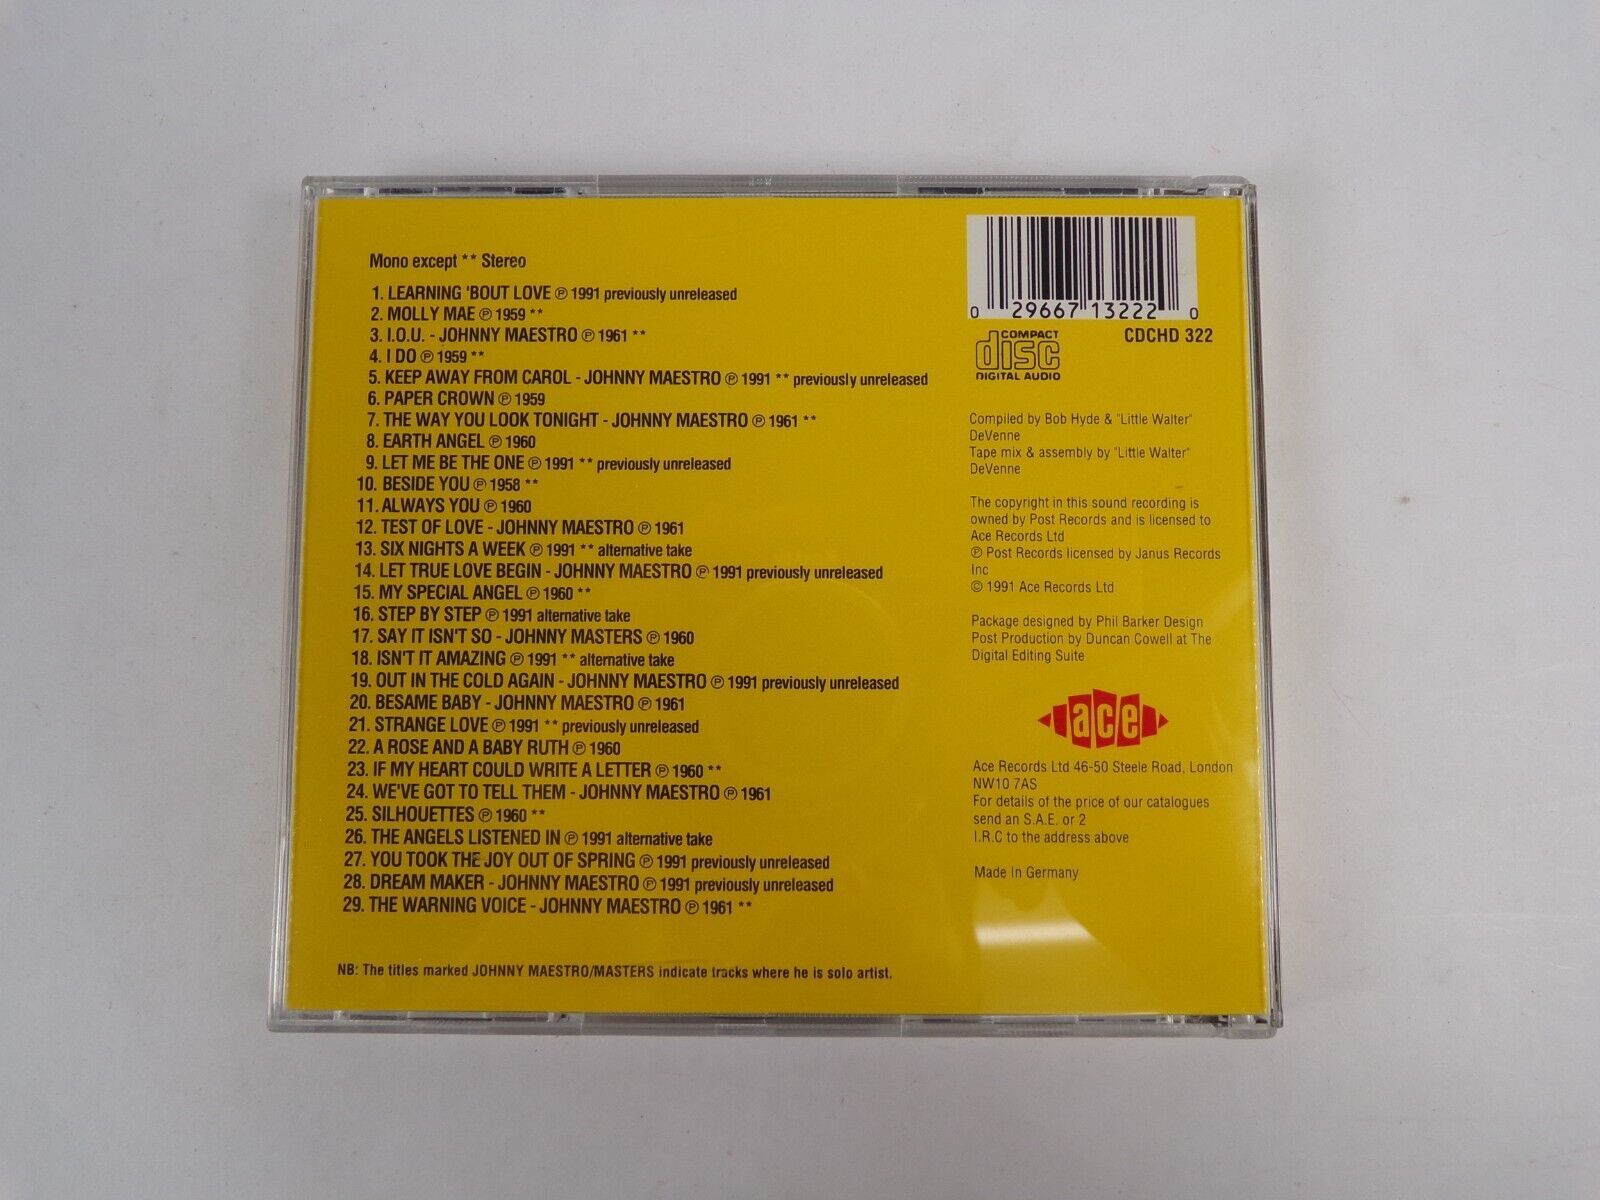 Mono except ** Stereo
1. LEARNING 'BOUT LOVE ℗ 1991 previously unreleased
2. MOLLY MAE ℗ 1959 **
3. I.O.U. - JOHNNY MAESTRO ℗ 1961 **
4. I DO ℗ 1959 **
5. KEEP AWAY FROM CAROL - JOHNNY MAESTRO ℗ 1991 ** previously unreleased
6. PAPER CROWN ℗ 1959
7. THE WAY YOU LOOK TONIGHT - JOHNNY MAESTRO ℗ 1961 **
8. EARTH ANGEL ℗ 1960
9. LET ME BE THE ONE ℗ 1991 ** previously unreleased
10. BESIDE YOU ℗ 1958 **
11. ALWAYS YOU ℗ 1960
12. TEST OF LOVE - JOHNNY MAESTRO ℗ 1961
13. SIX NIGHTS A WEEK ℗ 1991 ** alternative take
14. LET TRUE LOVE BEGIN - JOHNNY MAESTRO ℗ 1991 previously unreleased
15. MY SPECIAL ANGEL ℗ 1960 **
16. STEP BY STEP ℗ 1991 alternative take
17. SAY IT ISN'T SO - JOHNNY MASTERS ℗ 1960
18. ISN'T IT AMAZING ℗ 1991 ** alternative take
19. OUT IN THE COLD AGAIN - JOHNNY MAESTRO ℗ 1991 previously unreleased
20. BESAME BABY - JOHNNY MAESTRO ℗ 1961
21. STRANGE LOVE ℗ 1991 ** previously unreleased
22. A ROSE AND A BABY RUTH ℗ 1960
23. IF MY HEART COULD WRITE A LETTER ℗ 1960 **
24. WE'VE GOT TO TELL THEM - JOHNNY MAESTRO ℗ 1961
25. SILHOUETTES ℗ 1960 **
26. THE ANGELS LISTENED IN ℗ 1991 alternative take
27. YOU TOOK THE JOY OUT OF SPRING ℗ 1991 previously unreleased
28. DREAM MAKER - JOHNNY MAESTRO ℗ 1991 previously unreleased
29. THE WARNING VOICE - JOHNNY MAESTRO ℗ 1961 **
NB: The titles marked JOHNNY MAESTRO/MASTERS indicate tracks where he is solo artist.
0 29667 13222 0
COMPACT
disc
DIGITAL AUDIO
CDCHD 322
Compiled by Bob Hyde & "Little Walter"
DeVenne
Tape mix & assembly by "Little Walter"
DeVenne
The copyright in this sound recording is
owned by Post Records and is licensed to
Ace Records Ltd
℗ Post Records licensed by Janus Records
Inc
© 1991 Ace Records Ltd
Package designed by Phil Barker Design
Post Production by Duncan Cowell at The
Digital Editing Suite
ace
Ace Records Ltd 46-50 Steele Road, London
NW10 7AS
For details of the price of our catalogues
send an S.A.E. or 2
I.R.C to the address above
Made In Germany